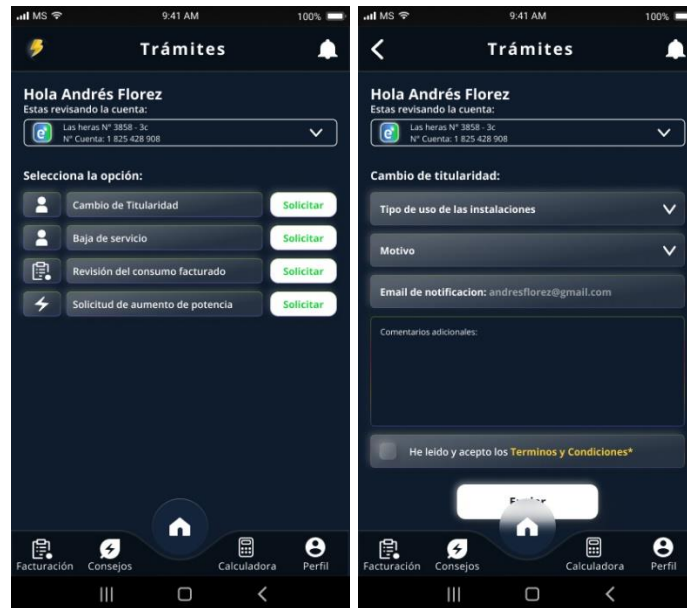 MS 9:41 AM 100%
Trámites
Hola Andrés Florez
Estas revisando la cuenta:
Las heras N° 3858 - 3c
N° Cuenta: 1 825 428 908
Selecciona la opción:
Cambio de Titularidad Solicitar
Baja de servicio Solicitar
Revisión del consumo facturado Solicitar
Solicitud de aumento de potencia Solicitar
Facturación Consejos Calculadora Perfil
MS 9:41 AM 100%
Trámites
Hola Andrés Florez
Estas revisando la cuenta:
Las heras N° 3858 - 3c
N° Cuenta: 1 825 428 908
Cambio de titularidad:
Tipo de uso de las instalaciones
Motivo
Email de notificacion: andresflorez@gmail.com
Comentarios adicionales:
He leído y acepto los Terminos y Condiciones*
Facturación Consejos Calculadora Perfil